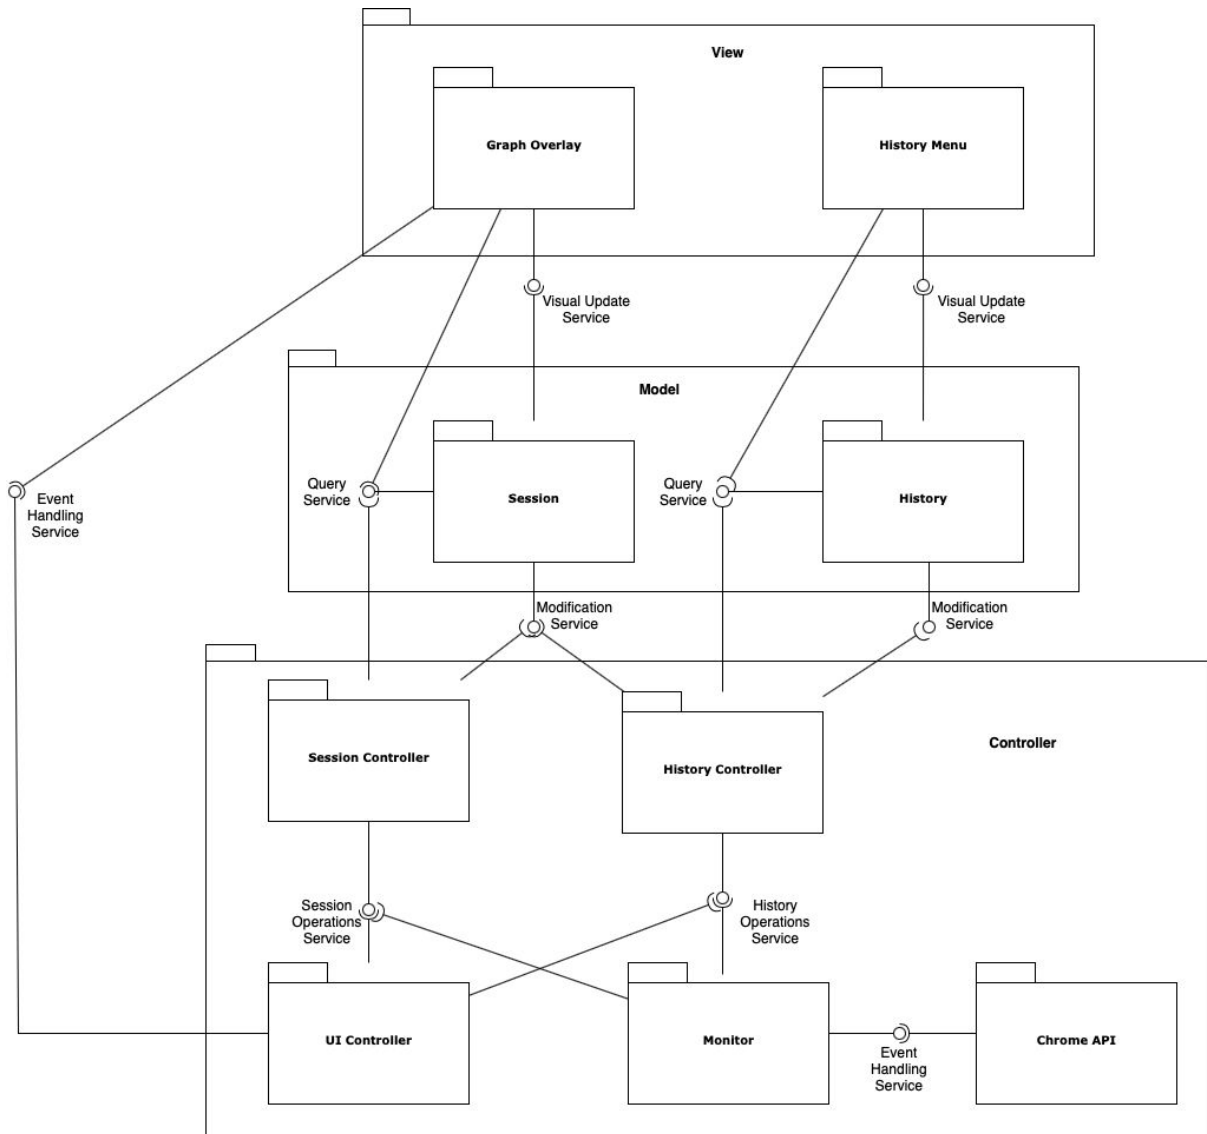 View
Graph Overlay
History Menu
Visual Update
Service
Visual Update
Service
Model
Query
Service
Session
Query
Service
History
Event
Handling
Service
Modification
Service
Modification
Service
Controller
Session Controller
History Controller
Session
Operations
Service
History
Operations
Service
UI Controller
Monitor
Chrome API
Event
Handling
Service